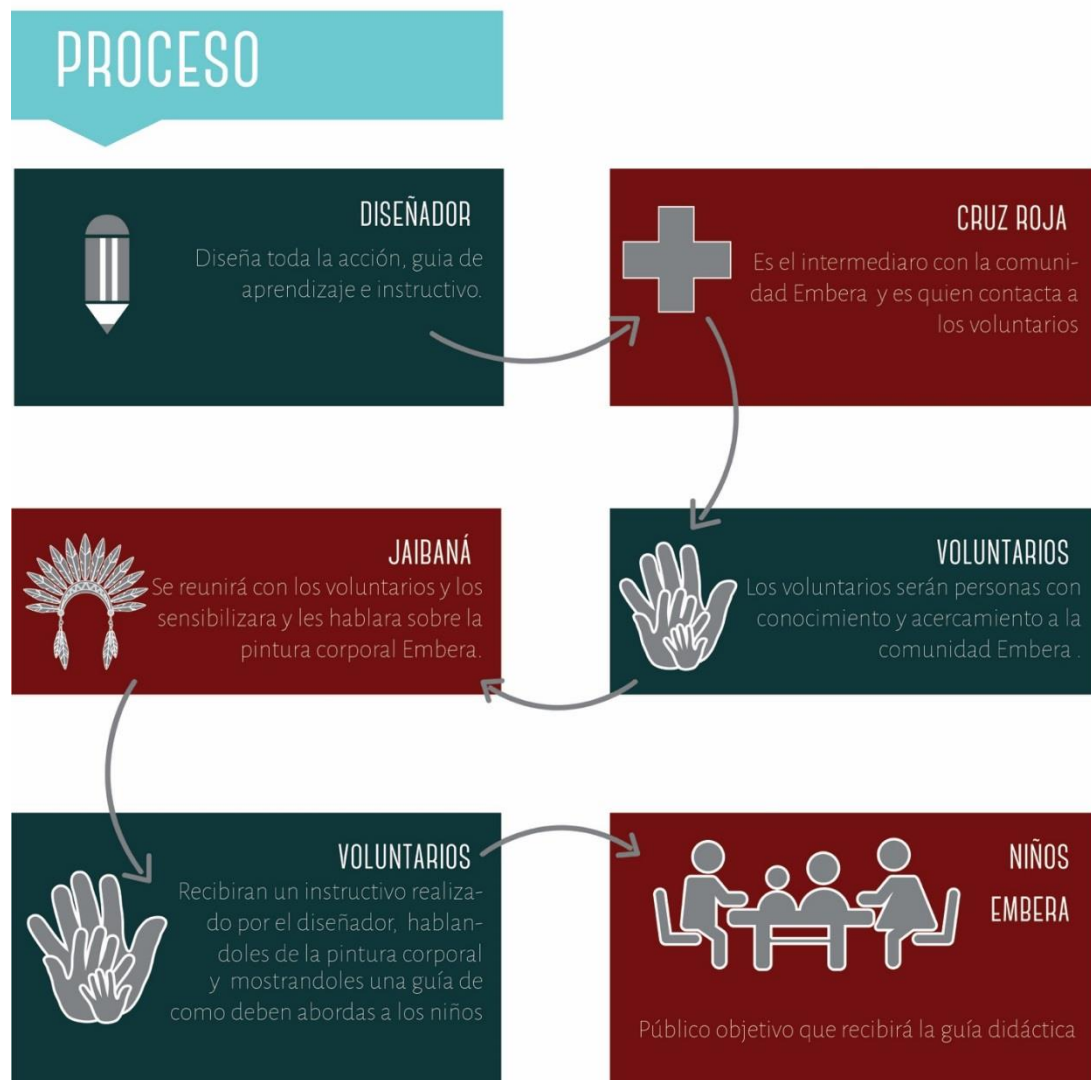 PROCESO
DISEÑADOR
Diseña toda la acción, guia de
aprendizaje e instructivo.
CRUZ ROJA
Es el intermediaro con la comuni-
dad Embera y es quien contacta a
los voluntarios
VOLUNTARIOS
Los voluntarios serán personas con
conocimiento y acercamiento a la
comunidad Embera .
JAIBANÁ
Se reunirá con los voluntarios y los
sensibilizara y les hablara sobre la
pintura corporal Embera.
VOLUNTARIOS
Recibiran un instructivo realiza-
do por el diseñador, hablan-
doles de la pintura corporal
y mostrandoles una guía de
como deben abordas a los niños
NIÑOS
EMBERA
Público objetivo que recibirá la guía didáctica